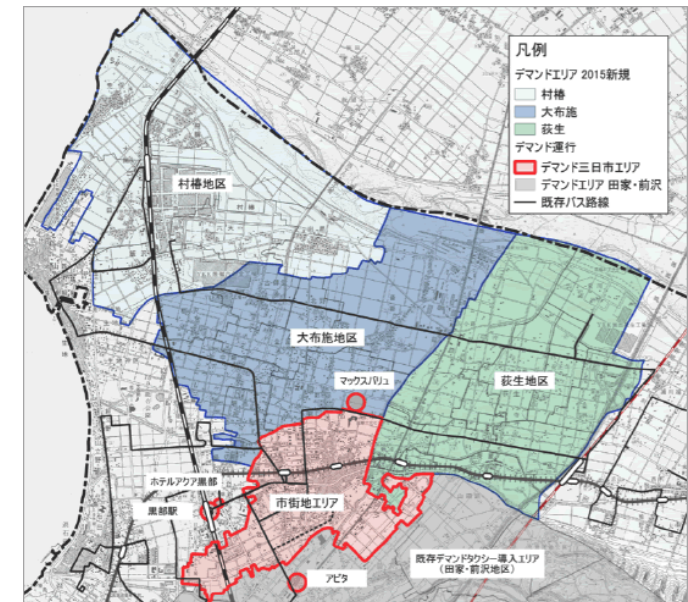 凡例
デマンドエリア 2015新規
村椿
大布施
荻生
デマンド運行
デマンド三日市エリア
デマンドエリア 田家・前沢
既存バス路線
村椿地区
大布施地区
マックスバリュ
荻生地区
ホテルアクア黒部
市街地エリア
黒部駅
既存デマンドタクシー導入エリア
(田家・前沢地区)
アピタ